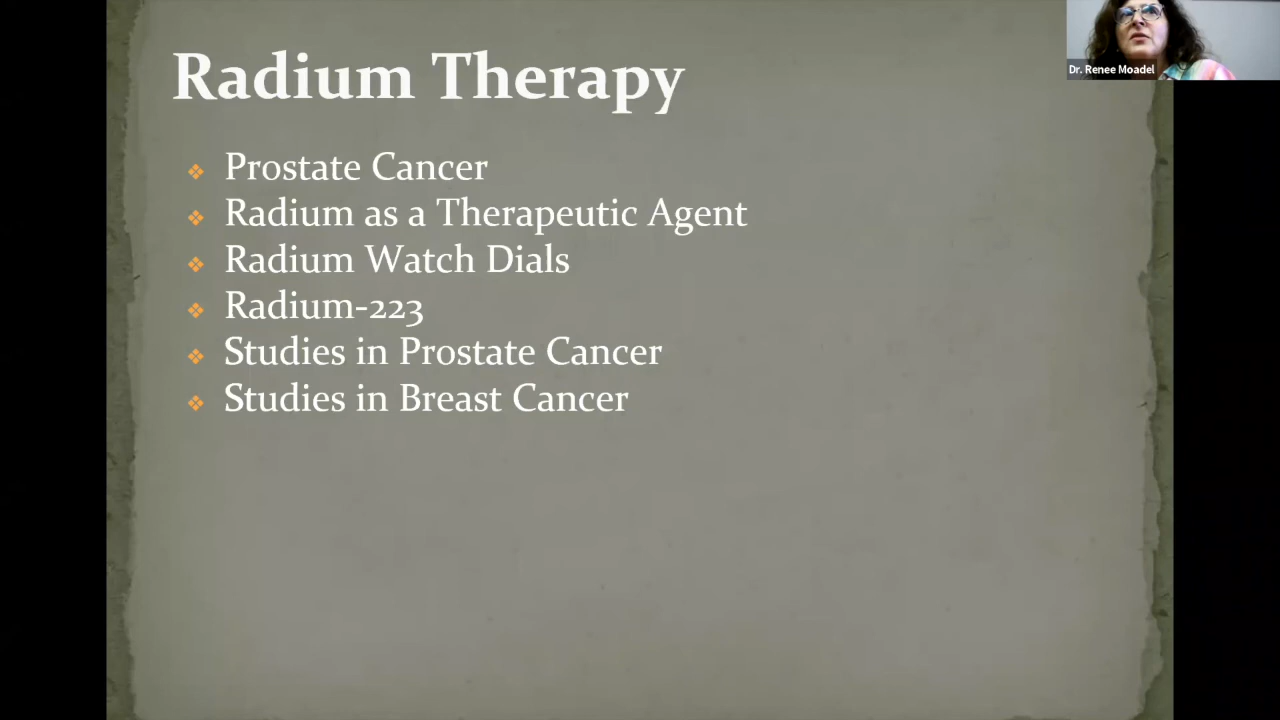 Radium Therapy
Dr. Renee Moadel
Prostate Cancer
Radium as a Therapeutic Agent
Radium Watch Dials
Radium-223
Studies in Prostate Cancer
Studies in Breast Cancer